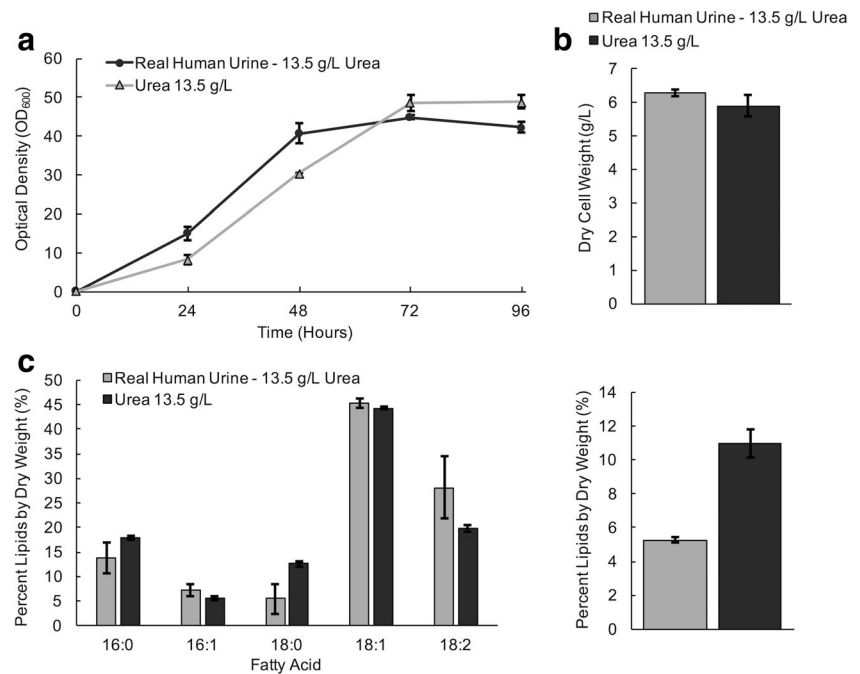 a
Real Human Urine - 13.5 g/L Urea
Urea 13.5 g/L
Optical Density (OD600)
60
50
40
30
20
10
0
0 24 48 72 96
Time (Hours)
b
Real Human Urine - 13.5 g/L Urea
Urea 13.5 g/L
Dry Cell Weight (g/L)
7
6
5
4
3
2
1
0
c
Real Human Urine - 13.5 g/L Urea
Urea 13.5 g/L
Percent Lipids by Dry Weight (%)
50
45
40
35
30
25
20
15
10
5
0
16:0 16:1 18:0 18:1 18:2
Fatty Acid
Percent Lipids by Dry Weight (%)
14
12
10
8
6
4
2
0